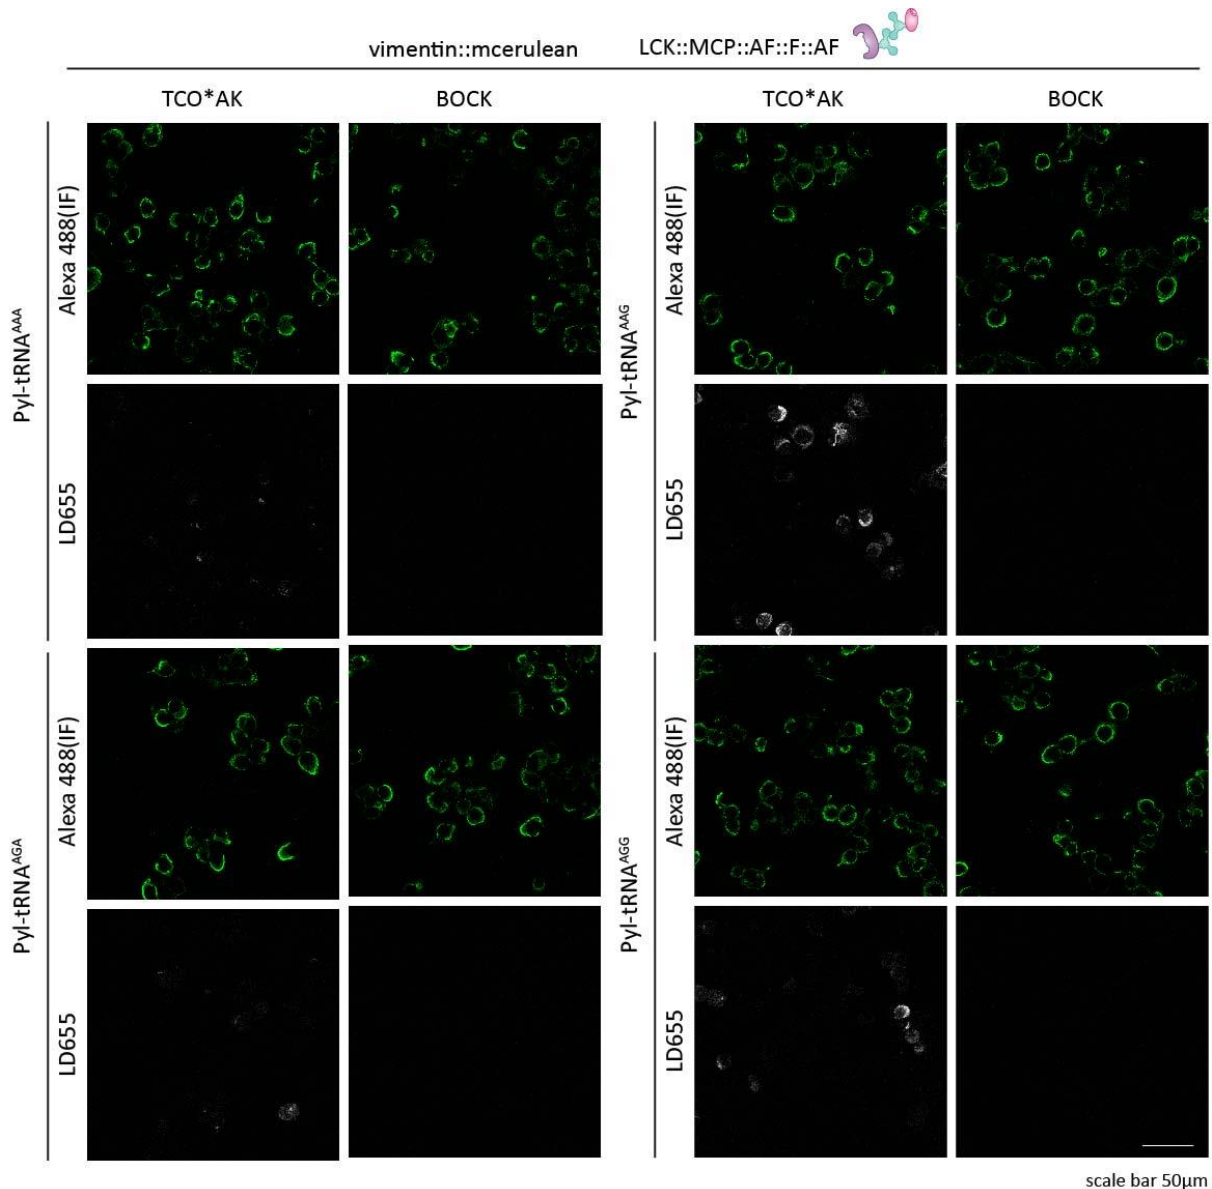 vimentin::mcerulean LCK::MCP::AF::F::AF
TCO*AK BOCK TCO*AK BOCK
Pyl-tRNAᴬᴬᴬ
Alexa 488(IF)
LD655
Pyl-tRNAᴬᴬᴳ
Alexa 488(IF)
LD655
Pyl-tRNAᴬᴳᴬ
Alexa 488(IF)
LD655
Pyl-tRNAᴬᴳᴳ
Alexa 488(IF)
LD655
scale bar 50µm